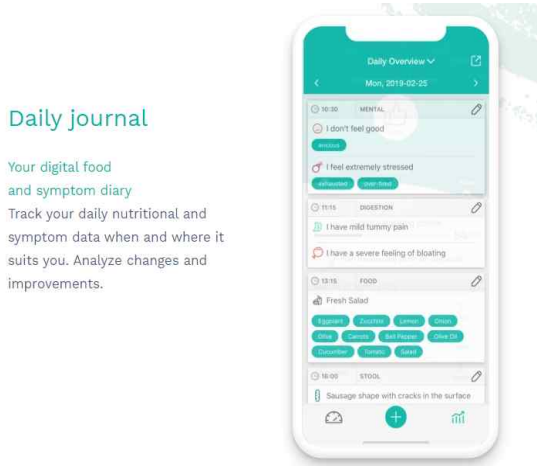 Daily journal
Your digital food
and symptom diary
Track your daily nutritional and
symptom data when and where it
suits you. Analyze changes and
improvements.
Daily Overview
Mon, 2019-02-25
10:30 MENTAL
I don't feel good
anxious
I feel extremely stressed
exhausted over-tired
11:15 DIGESTION
I have mild tummy pain
I have a severe feeling of bloating
13:15 FOOD
Fresh Salad
Eggplant Zucchini Lemon Onion
Olive Carrots Bell Pepper Olive Oil
Cucumber Tomato Salad
16:00 STOOL
Sausage shape with cracks in the surface